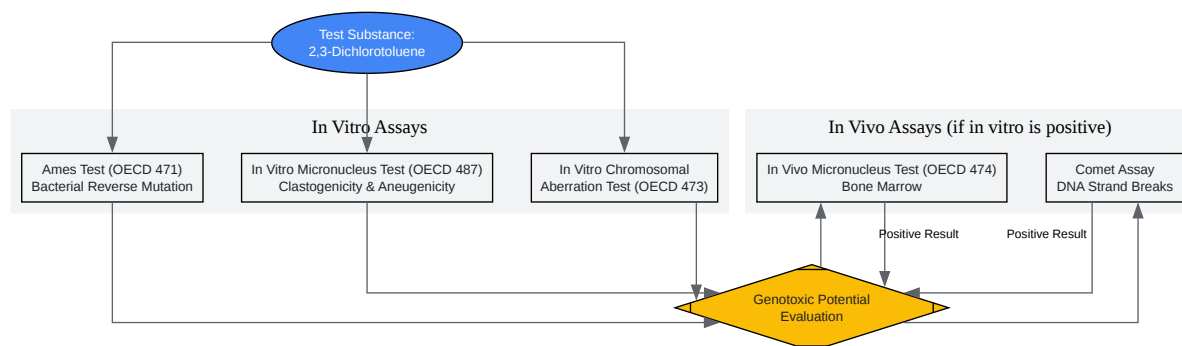 Test Substance:
2,3-Dichlorotoluene
In Vitro Assays
In Vivo Assays (if in vitro is positive)
Ames Test (OECD 471)
Bacterial Reverse Mutation
In Vitro Micronucleus Test (OECD 487)
Clastogenicity & Aneugenicity
In Vitro Chromosomal
Aberration Test (OECD 473)
In Vivo Micronucleus Test (OECD 474)
Bone Marrow
Comet Assay
DNA Strand Breaks
Positive Result
Positive Result
Genotoxic Potential
Evaluation